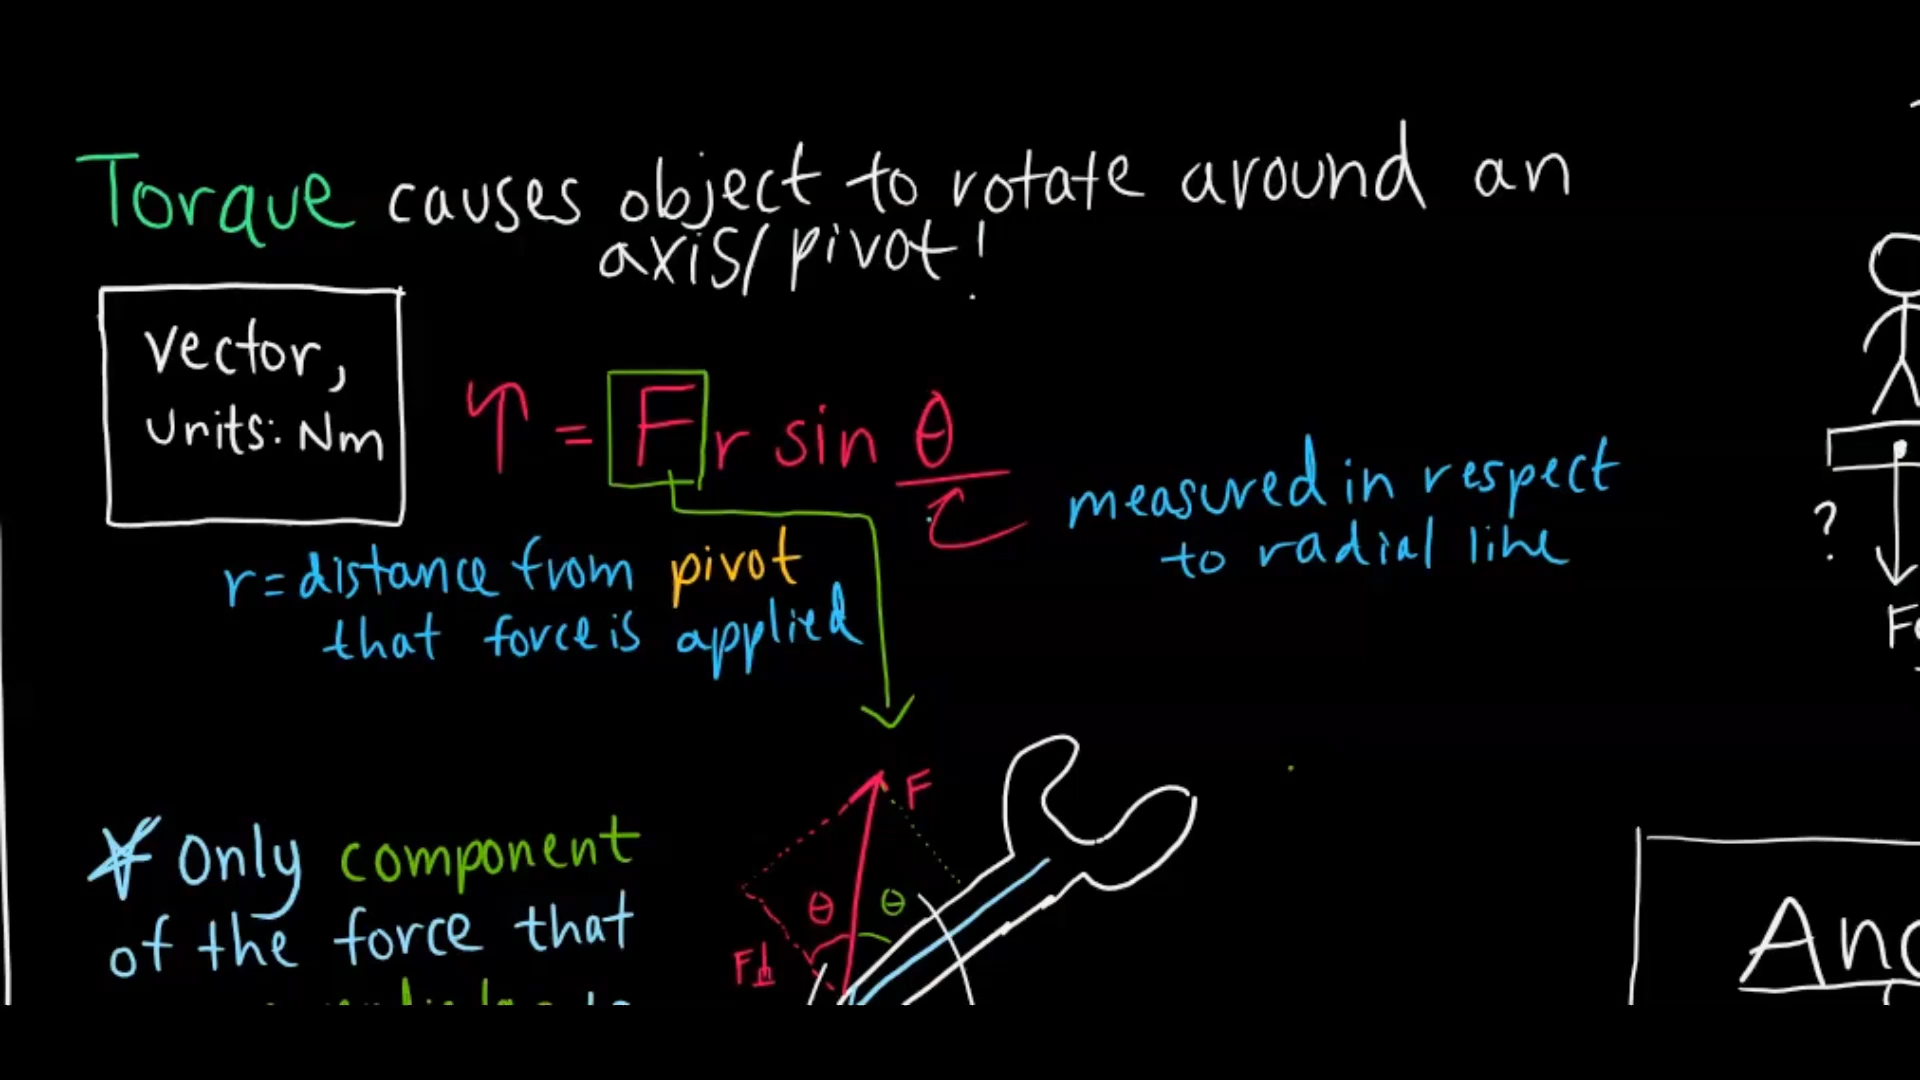 Torque causes object to rotate around an
axis/pivot!
vector,
units: Nm
τ = F r sin θ
measured in respect
to radial line
r = distance from pivot
that force is applied
?
F
θ
θ
F⊥
☆ Only component
of the force that